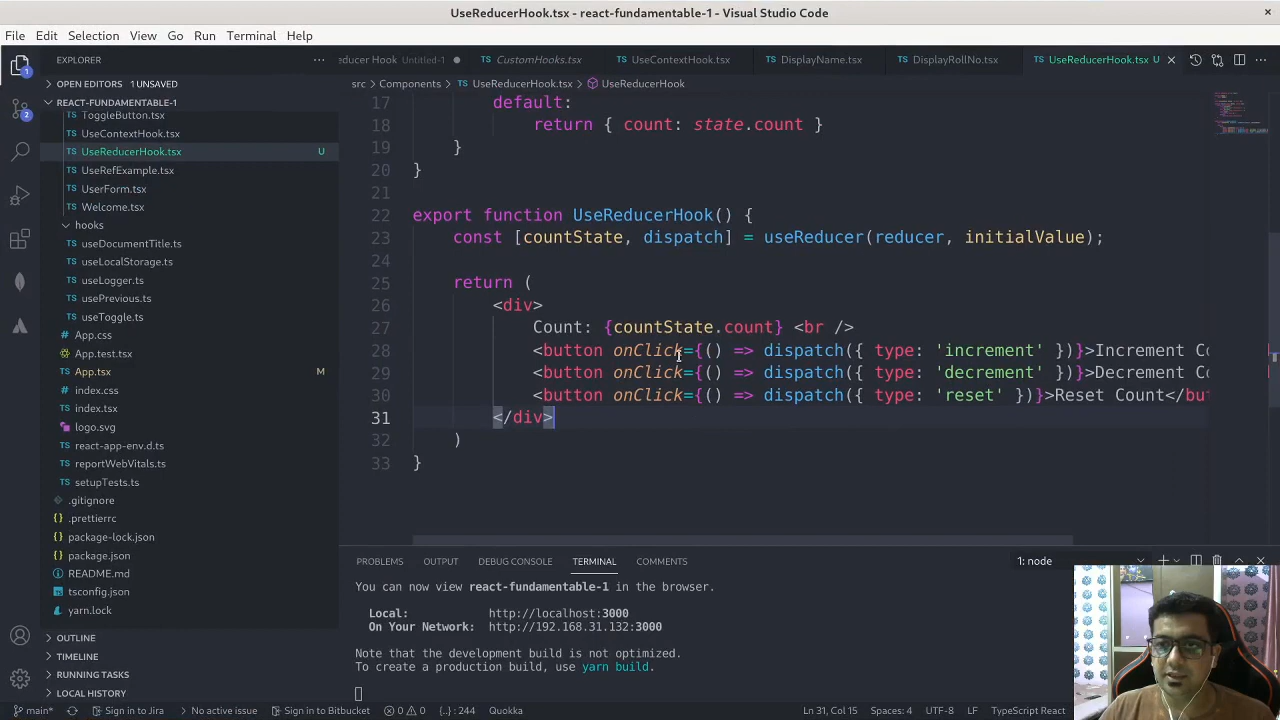 UseReducerHook.tsx - react-fundamentable-1 - Visual Studio Code
File Edit Selection View Go Run Terminal Help
EXPLORER
educer Hook Untitled-1
CustomHooks.tsx
UseContextHook.tsx
DisplayName.tsx
DisplayRollNo.tsx
UseReducerHook.tsx U
OPEN EDITORS 1 UNSAVED
REACT-FUNDAMENTABLE-1
ToggleButton.tsx
UseContextHook.tsx
UseReducerHook.tsx U
UseRefExample.tsx
UserForm.tsx
Welcome.tsx
hooks
useDocumentTitle.ts
useLocalStorage.ts
useLogger.ts
usePrevious.ts
useToggle.ts
App.css
App.test.tsx
App.tsx M
index.css
index.tsx
logo.svg
react-app-env.d.ts
reportWebVitals.ts
setupTests.ts
.gitignore
.prettierrc
package-lock.json
package.json
README.md
tsconfig.json
yarn.lock
OUTLINE
TIMELINE
RUNNING TASKS
LOCAL HISTORY
src > Components > UseReducerHook.tsx > UseReducerHook
17 default:
18 return { count: state.count }
19 }
20 }
21
22 export function UseReducerHook() {
23 const [countState, dispatch] = useReducer(reducer, initialValue);
24
25 return (
26 <div>
27 Count: {countState.count} <br />
28 <button onClick={() => dispatch({ type: 'increment' })}>Increment Co
29 <button onClick={() => dispatch({ type: 'decrement' })}>Decrement Co
30 <button onClick={() => dispatch({ type: 'reset' })}>Reset Count</but
31 </div>
32 )
33 }
PROBLEMS OUTPUT DEBUG CONSOLE TERMINAL COMMENTS 1: node
You can now view react-fundamentable-1 in the browser.
Local: http://localhost:3000
On Your Network: http://192.168.31.132:3000
Note that the development build is not optimized.
To create a production build, use yarn build.
main* Sign in to Jira No active issue Sign in to Bitbucket 0 0 {..} : 244 Quokka Ln 31, Col 15 Spaces: 4 UTF-8 LF TypeScript React